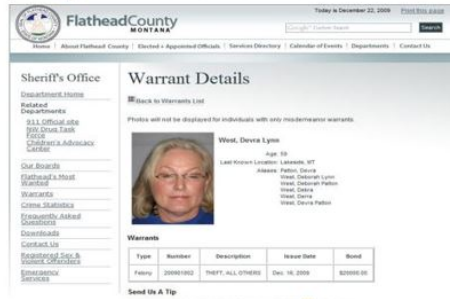 Today is December 22, 2009 Print this page
FlatheadCounty
MONTANA
Google Custom Search Search
Home About Flathead County Elected + Appointed Officials Services Directory Calendar of Events Departments Contact Us
Sheriff's Office
Department Home
Related
Departments
911 Official site
NW Drug Task
Force
Children's Advocacy
Center
Our Boards
Flathead's Most
Wanted
Warrants
Crime Statistics
Frequently Asked
Questions
Downloads
Contact Us
Registered Sex &
Violent Offenders
Emergency
Services
Warrant Details
Back to Warrants List
Photos will not be displayed for individuals with only misdemeanor warrants.
West, Devra Lynn
Age: 59
Last Known Location: Lakeside, MT
Aliases: Patton, Devra
West, Deborah Lynn
West, Deborah Patton
West, Debra
West, Derra
West, Devra Patton
Warrants
Type Number Description Issue Date Bond
Felony THEFT, ALL OTHERS Dec. 16, 2009 $20000.00
Send Us A Tip